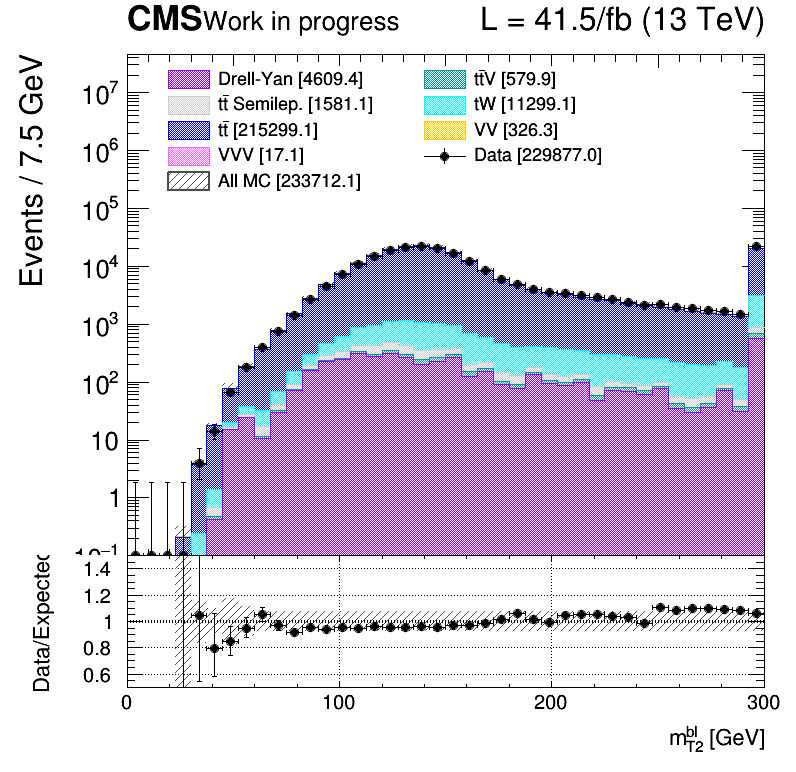 CMS Work in progress L = 41.5/fb (13 TeV)
Events / 7.5 GeV
10⁷
10⁶
10⁵
10⁴
10³
10²
10
1
10⁻¹
Drell-Yan [4609.4]
tt̄ Semilep. [1581.1]
tt̄ [215299.1]
VVV [17.1]
All MC [233712.1]
tt̄V [579.9]
tW [11299.1]
VV [326.3]
Data [229877.0]
Data/Expected
1.4
1.2
1
0.8
0.6
0 100 200 300
m_{T2}^{bl} [GeV]